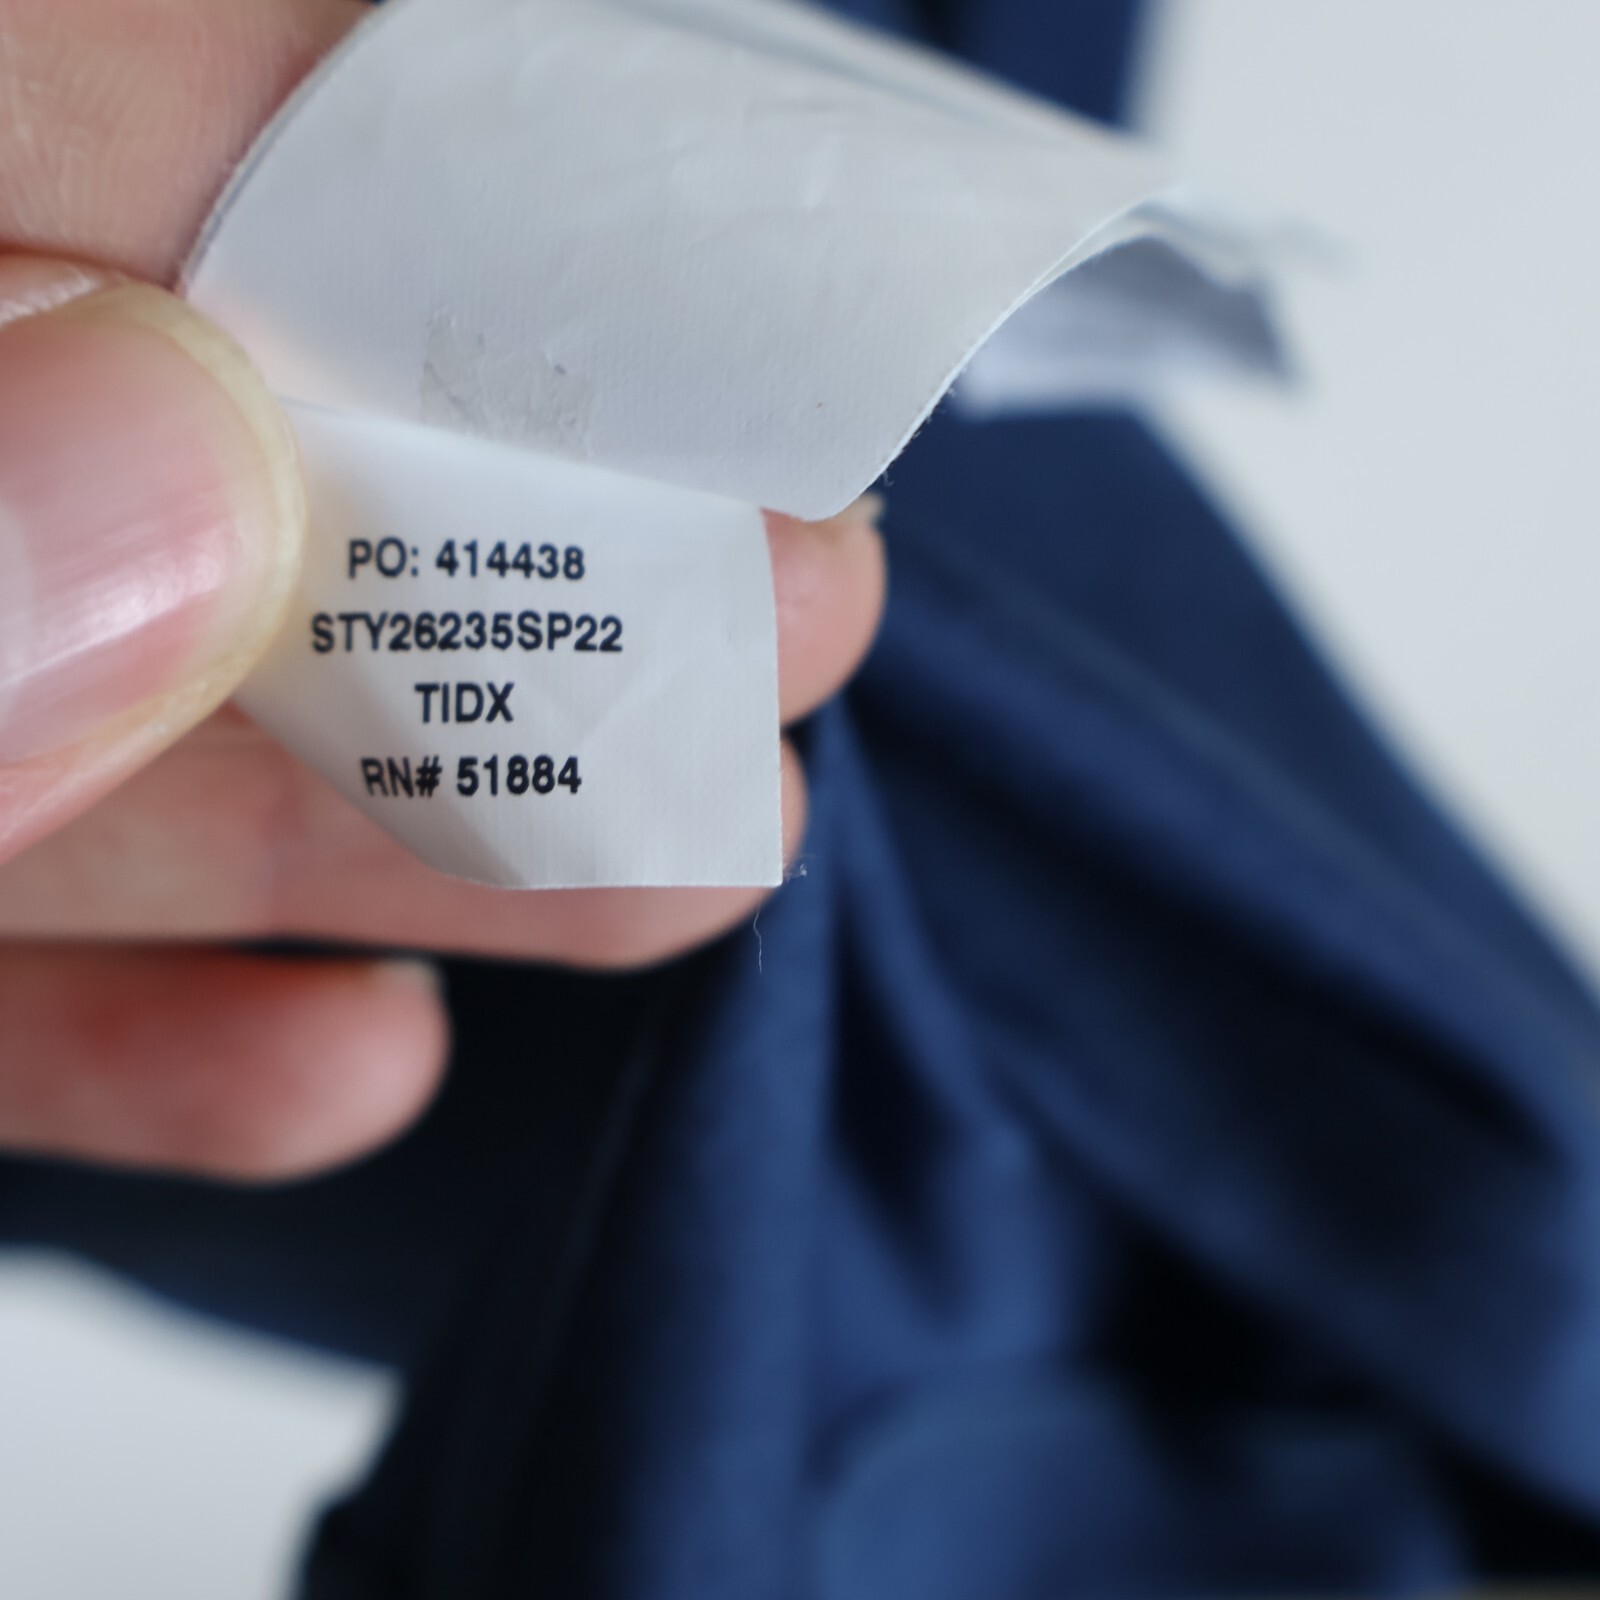 PO: 414438
STY26235SP22
TIDX
RN# 51884